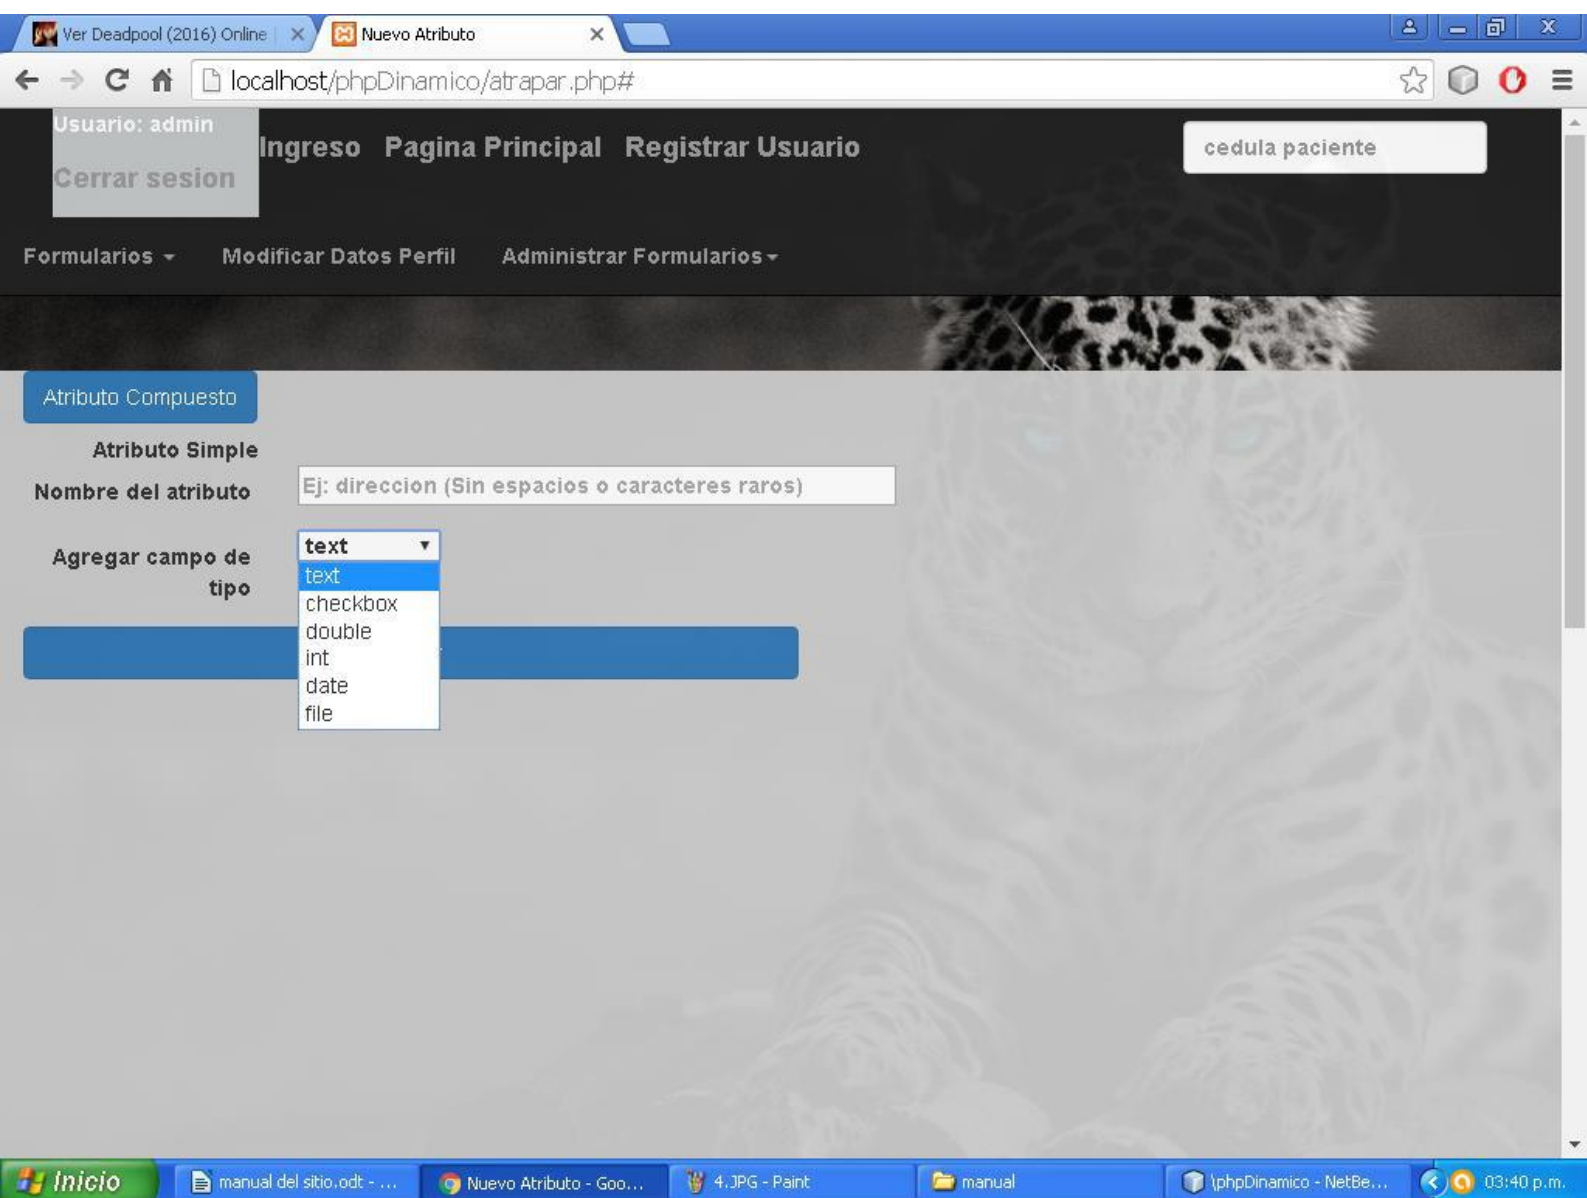 Ver Deadpool (2016) Online
Nuevo Atributo
localhost/phpDinamico/atrapar.php#
Usuario: admin
Cerrar sesion
Ingreso Pagina Principal Registrar Usuario
cedula paciente
Formularios Modificar Datos Perfil Administrar Formularios
Atributo Compuesto
Atributo Simple
Nombre del atributo
Ej: direccion (Sin espacios o caracteres raros)
Agregar campo de
tipo
text
text
checkbox
double
int
date
file
Inicio
manual del sitio.odt - ...
Nuevo Atributo - Goo...
4.JPG - Paint
manual
\phpDinamico - NetBe...
03:40 p.m.